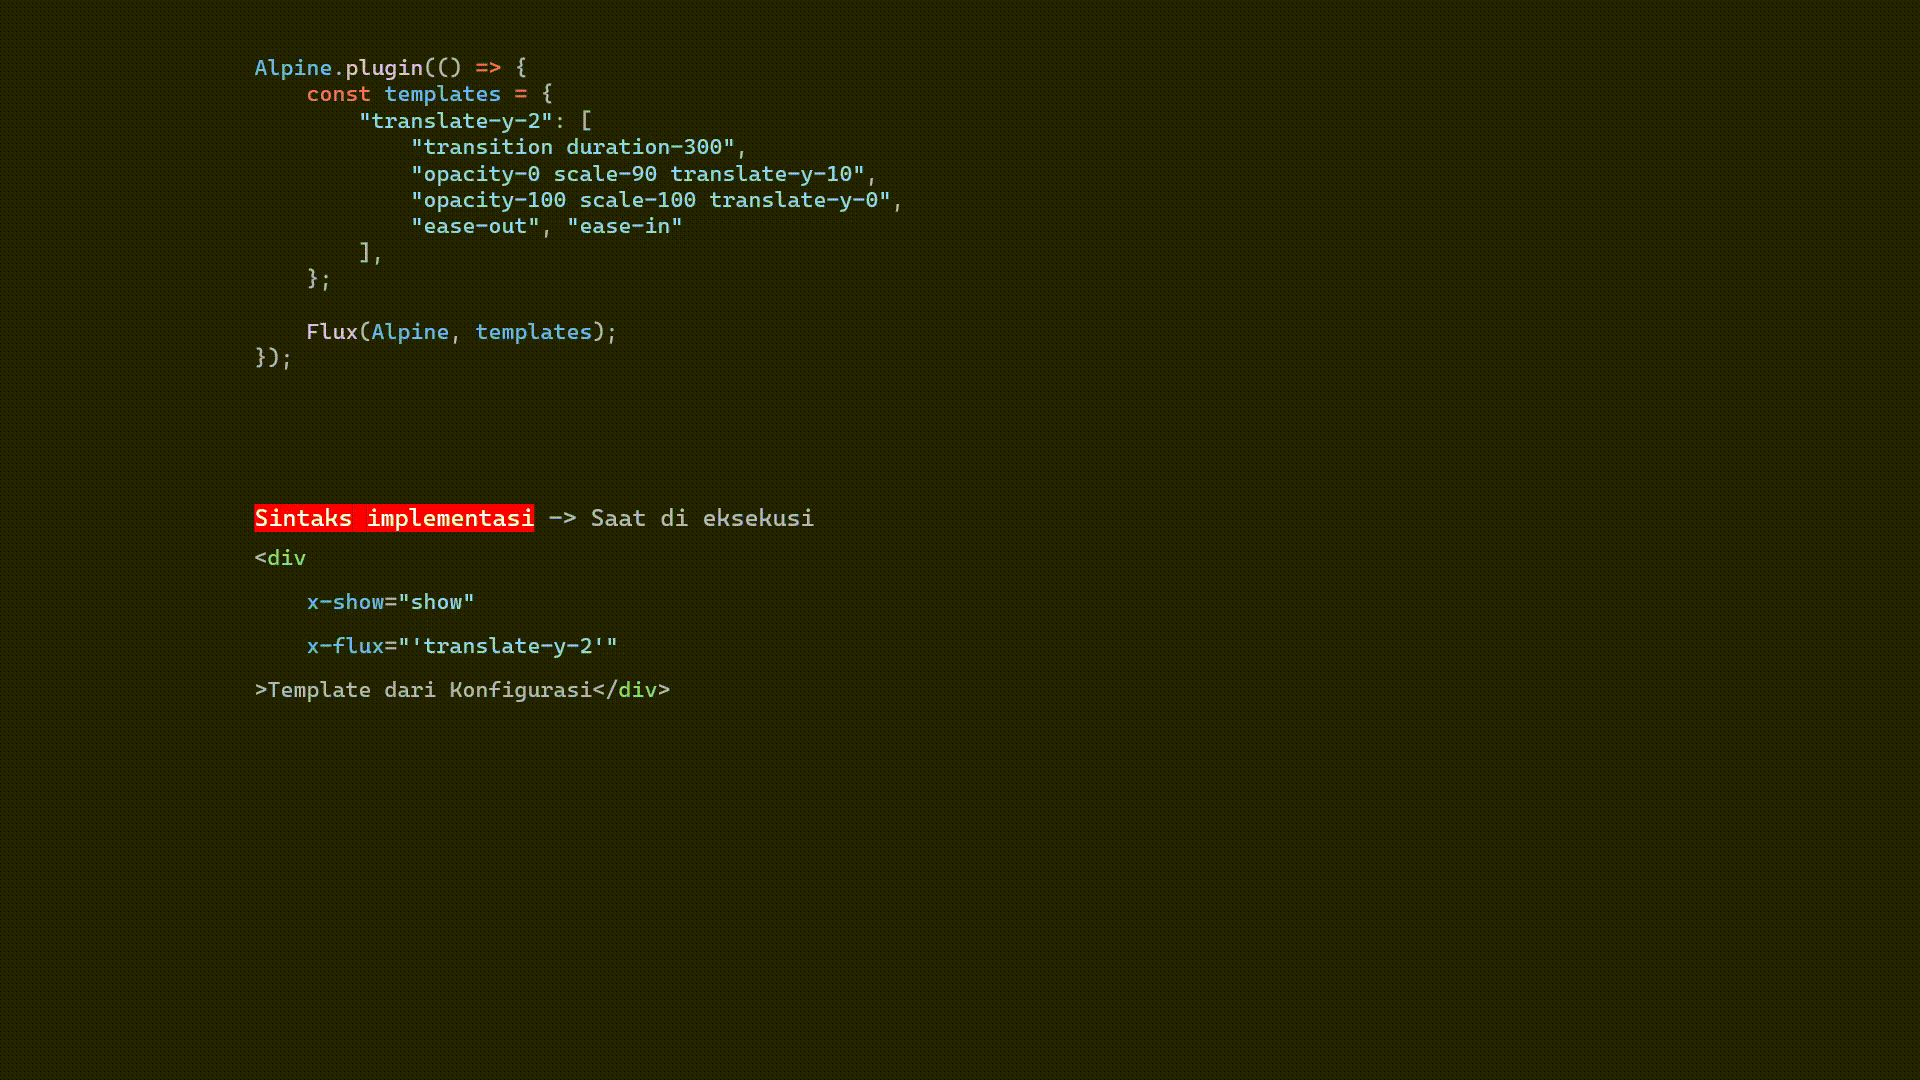 Alpine.plugin(() => {
    const templates = {
        "translate-y-2": [
            "transition duration-300",
            "opacity-0 scale-90 translate-y-10",
            "opacity-100 scale-100 translate-y-0",
            "ease-out", "ease-in"
        ],
    };
    Flux(Alpine, templates);
});
Sintaks implementasi -> Saat di eksekusi
<div
    x-show="show"
    x-flux="'translate-y-2'"
>Template dari Konfigurasi</div>